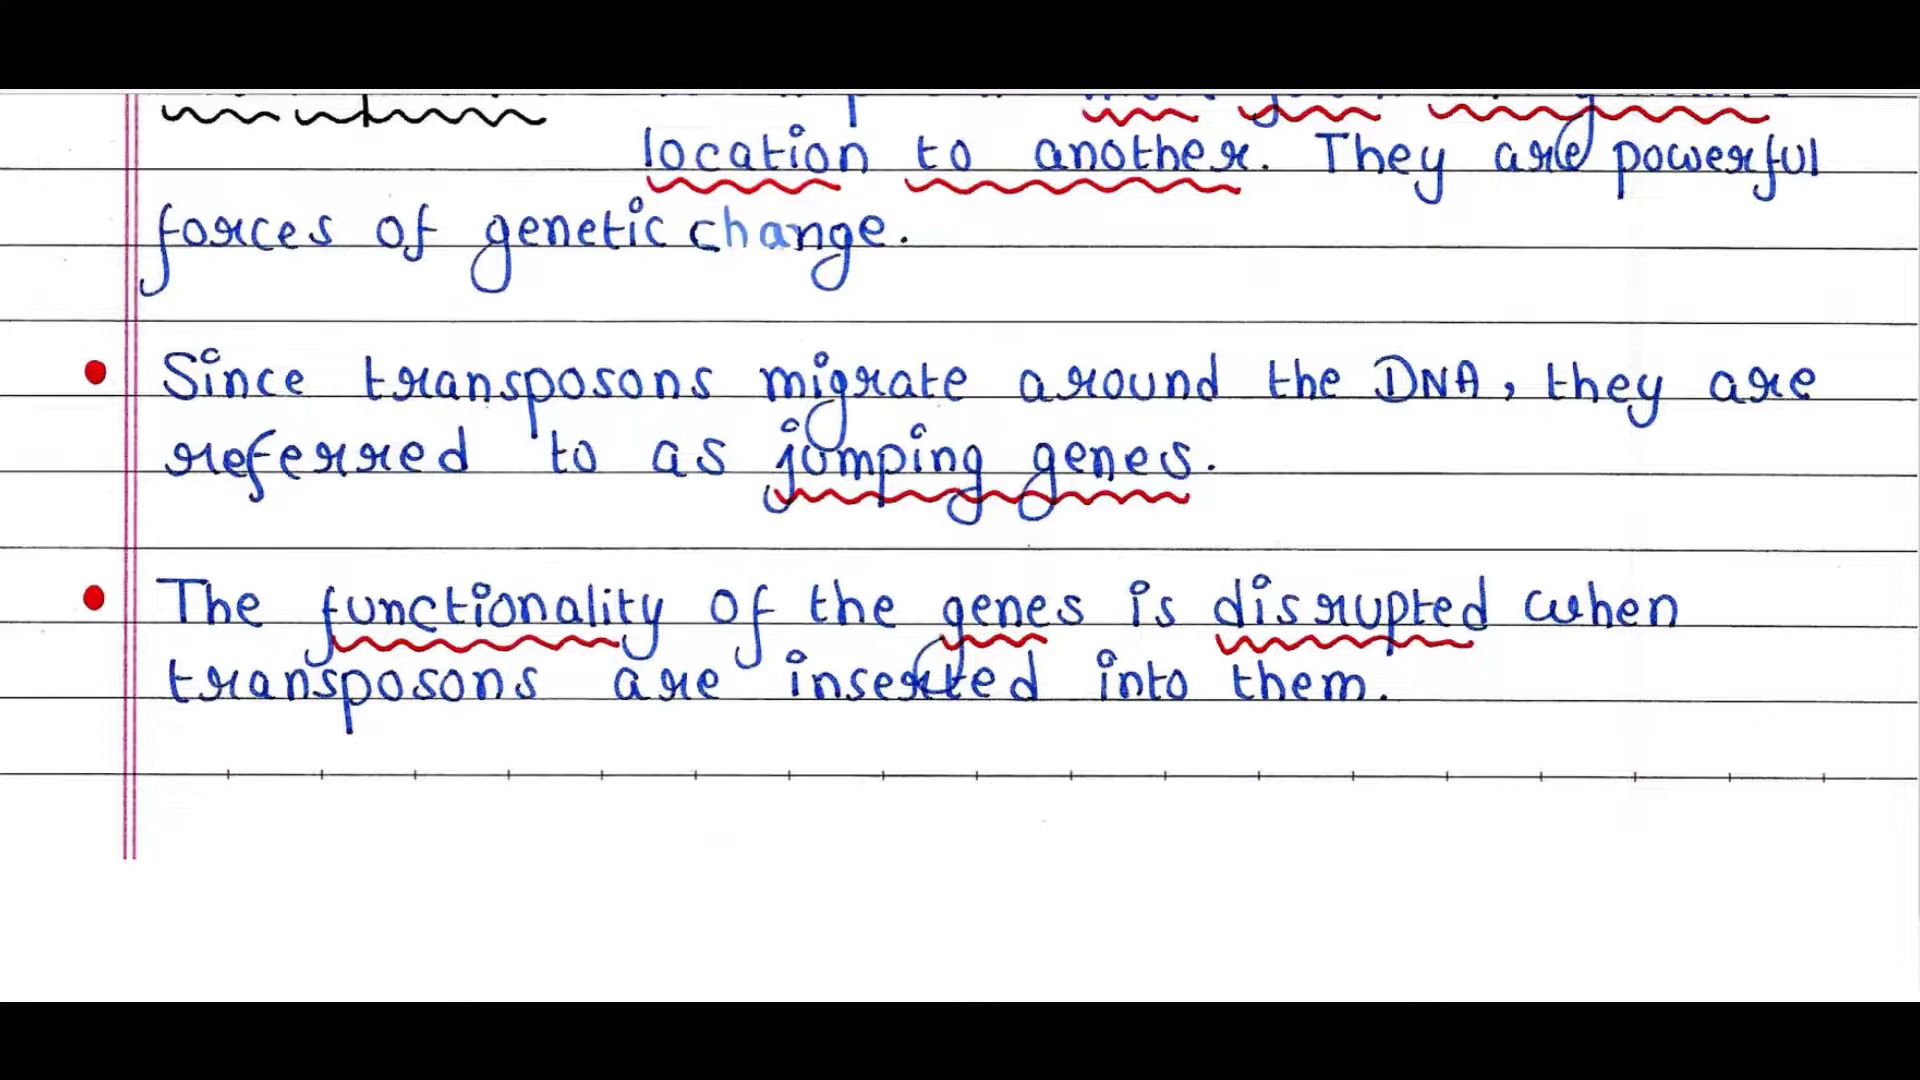 location to another. They are powerful
forces of genetic change.
• Since transposons migrate around the DNA, they are
referred to as jumping genes.
• The functionality of the genes is disrupted when
transposons are inserted into them.